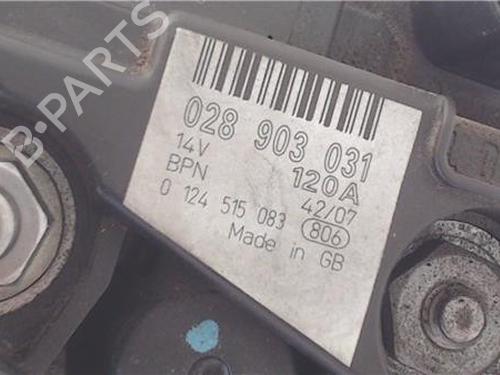 028 903 031
14V 120A
BPN 42/07
0 124 515 083 806
Made in GB
B-Parts